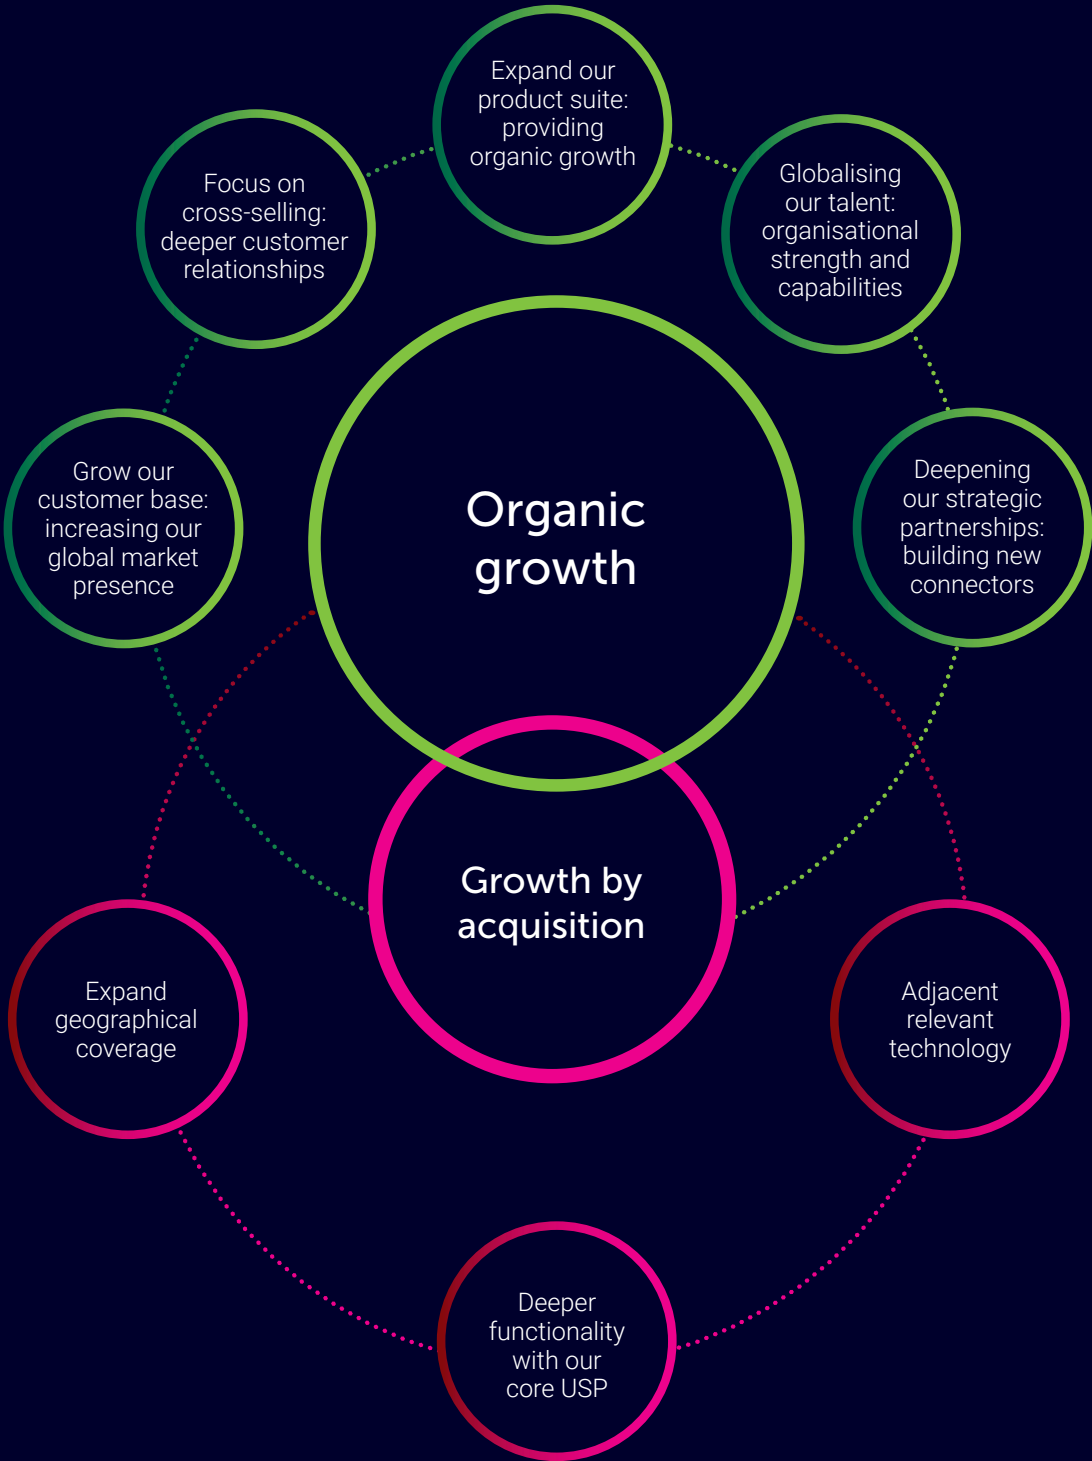 Expand our
product suite:
providing
organic growth
Focus on
cross-selling:
deeper customer
relationships
Globalising
our talent:
organisational
strength and
capabilities
Grow our
customer base:
increasing our
global market
presence
Organic
growth
Deepening
our strategic
partnerships:
building new
connectors
Growth by
acquisition
Expand
geographical
coverage
Adjacent
relevant
technology
Deeper
functionality
with our
core USP